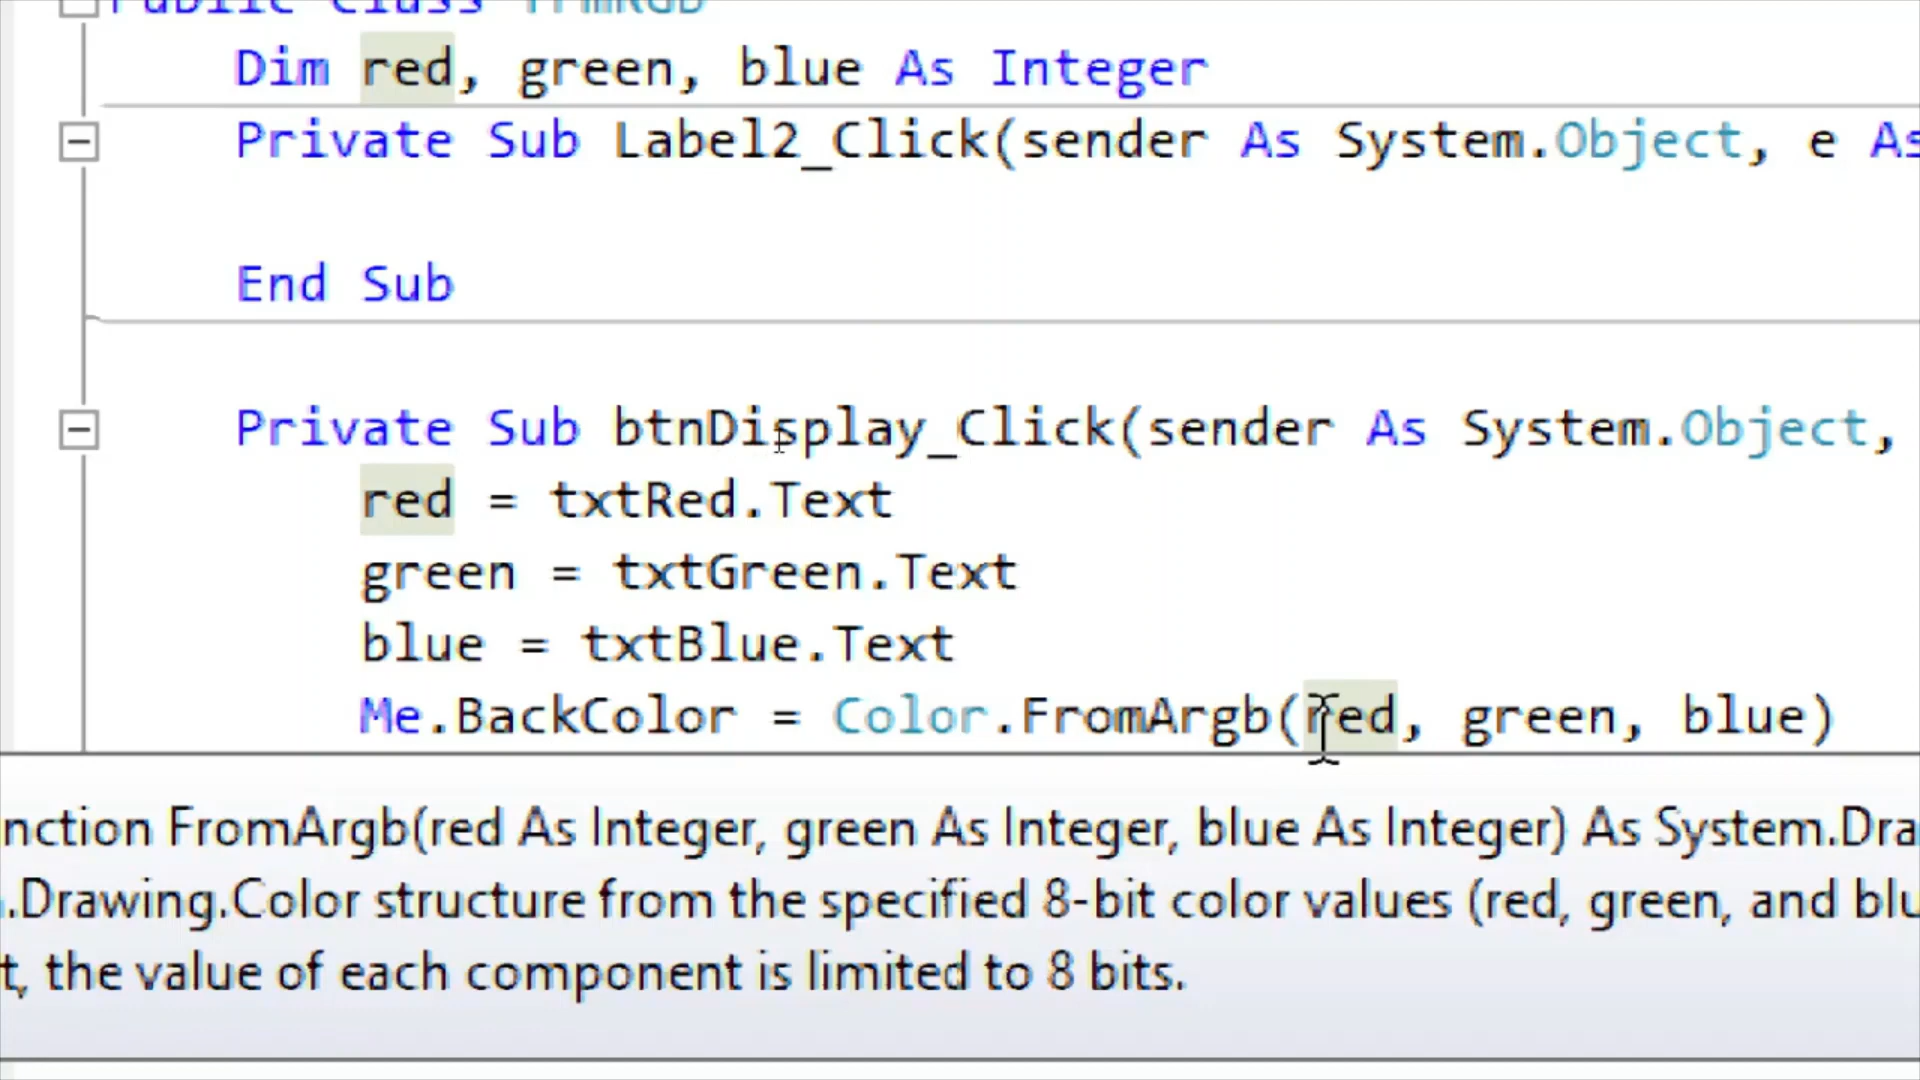 Public Class frmRGB
Dim red, green, blue As Integer
Private Sub Label2_Click(sender As System.Object, e As
End Sub
Private Sub btnDisplay_Click(sender As System.Object,
red = txtRed.Text
green = txtGreen.Text
blue = txtBlue.Text
Me.BackColor = Color.FromArgb(red, green, blue)
nction FromArgb(red As Integer, green As Integer, blue As Integer) As System.Dra
.Drawing.Color structure from the specified 8-bit color values (red, green, and blu
t, the value of each component is limited to 8 bits.